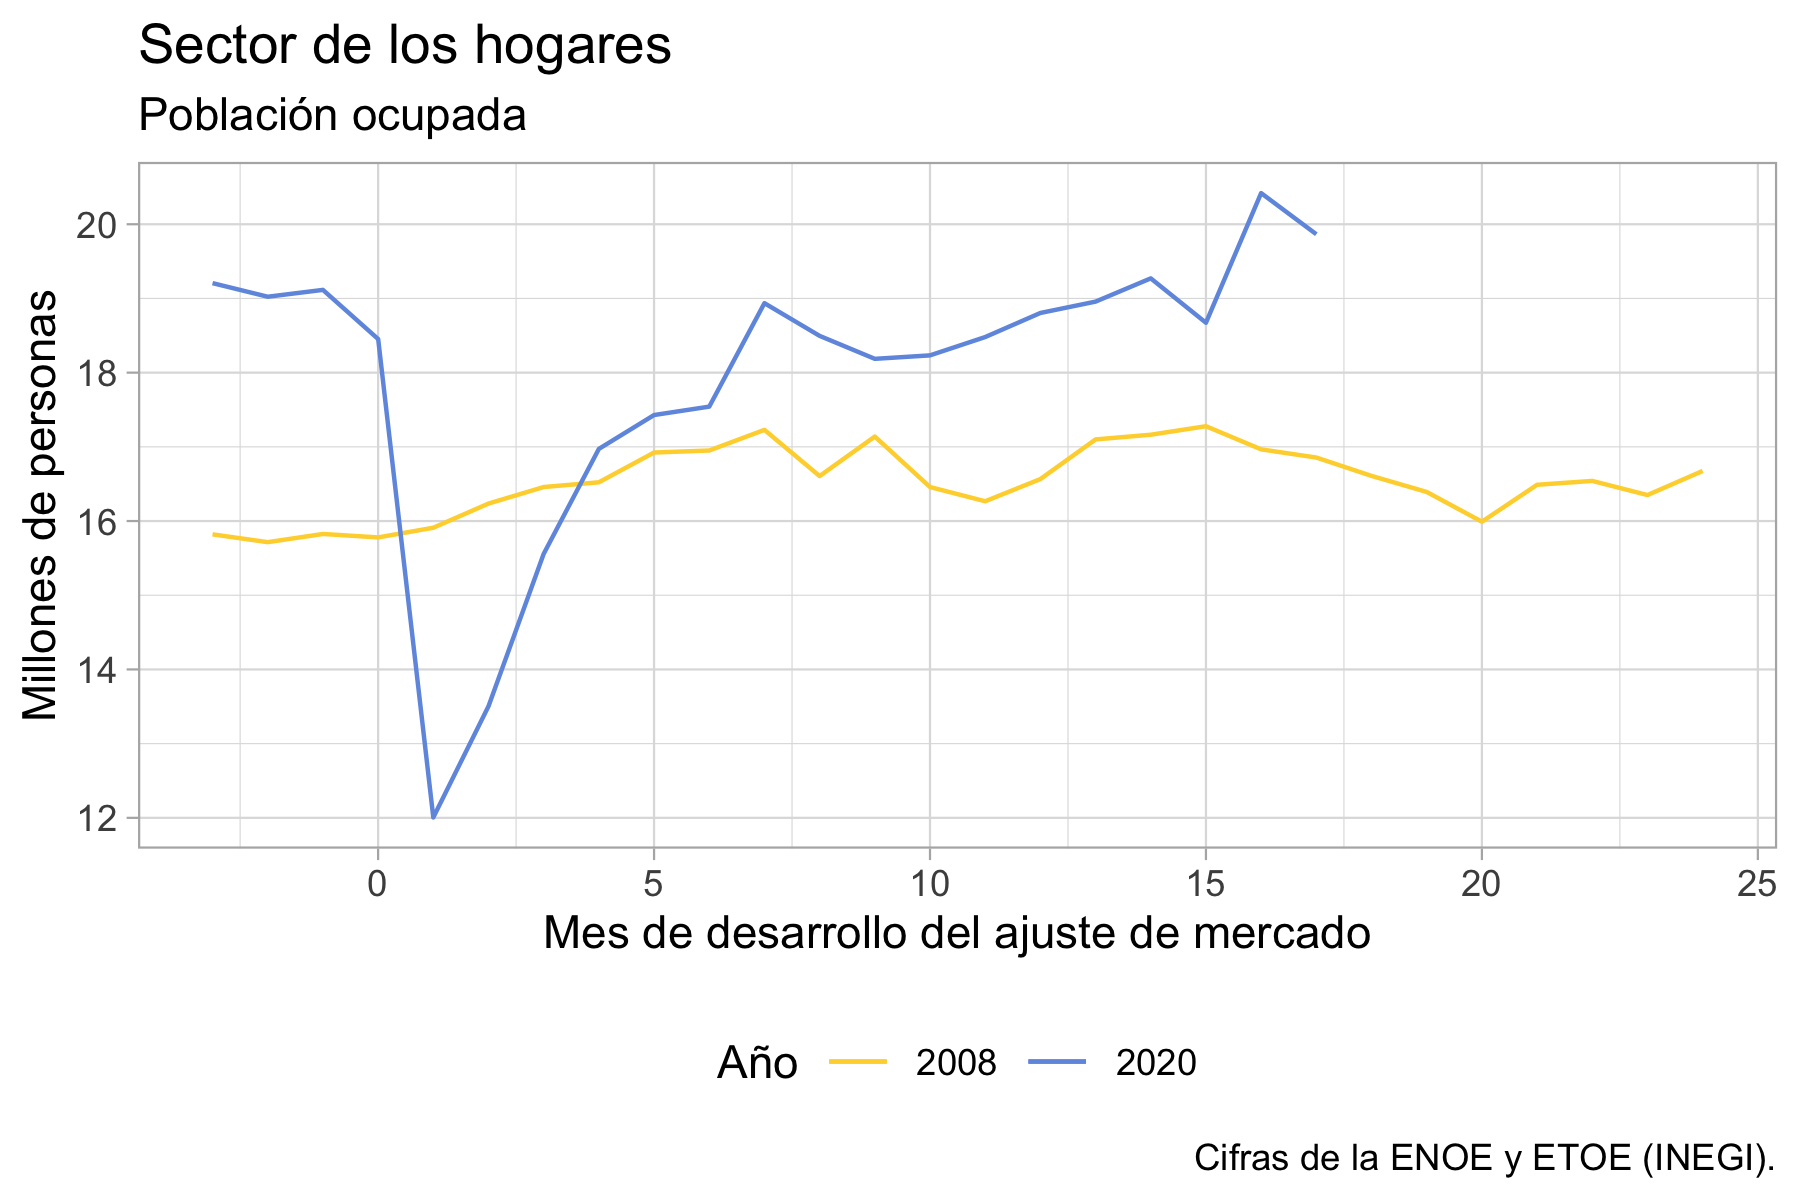 Sector de los hogares
Población ocupada
Millones de personas
20
18
16
14
12
0 5 10 15 20 25
Mes de desarrollo del ajuste de mercado
Año 2008 2020
Cifras de la ENOE y ETOE (INEGI).